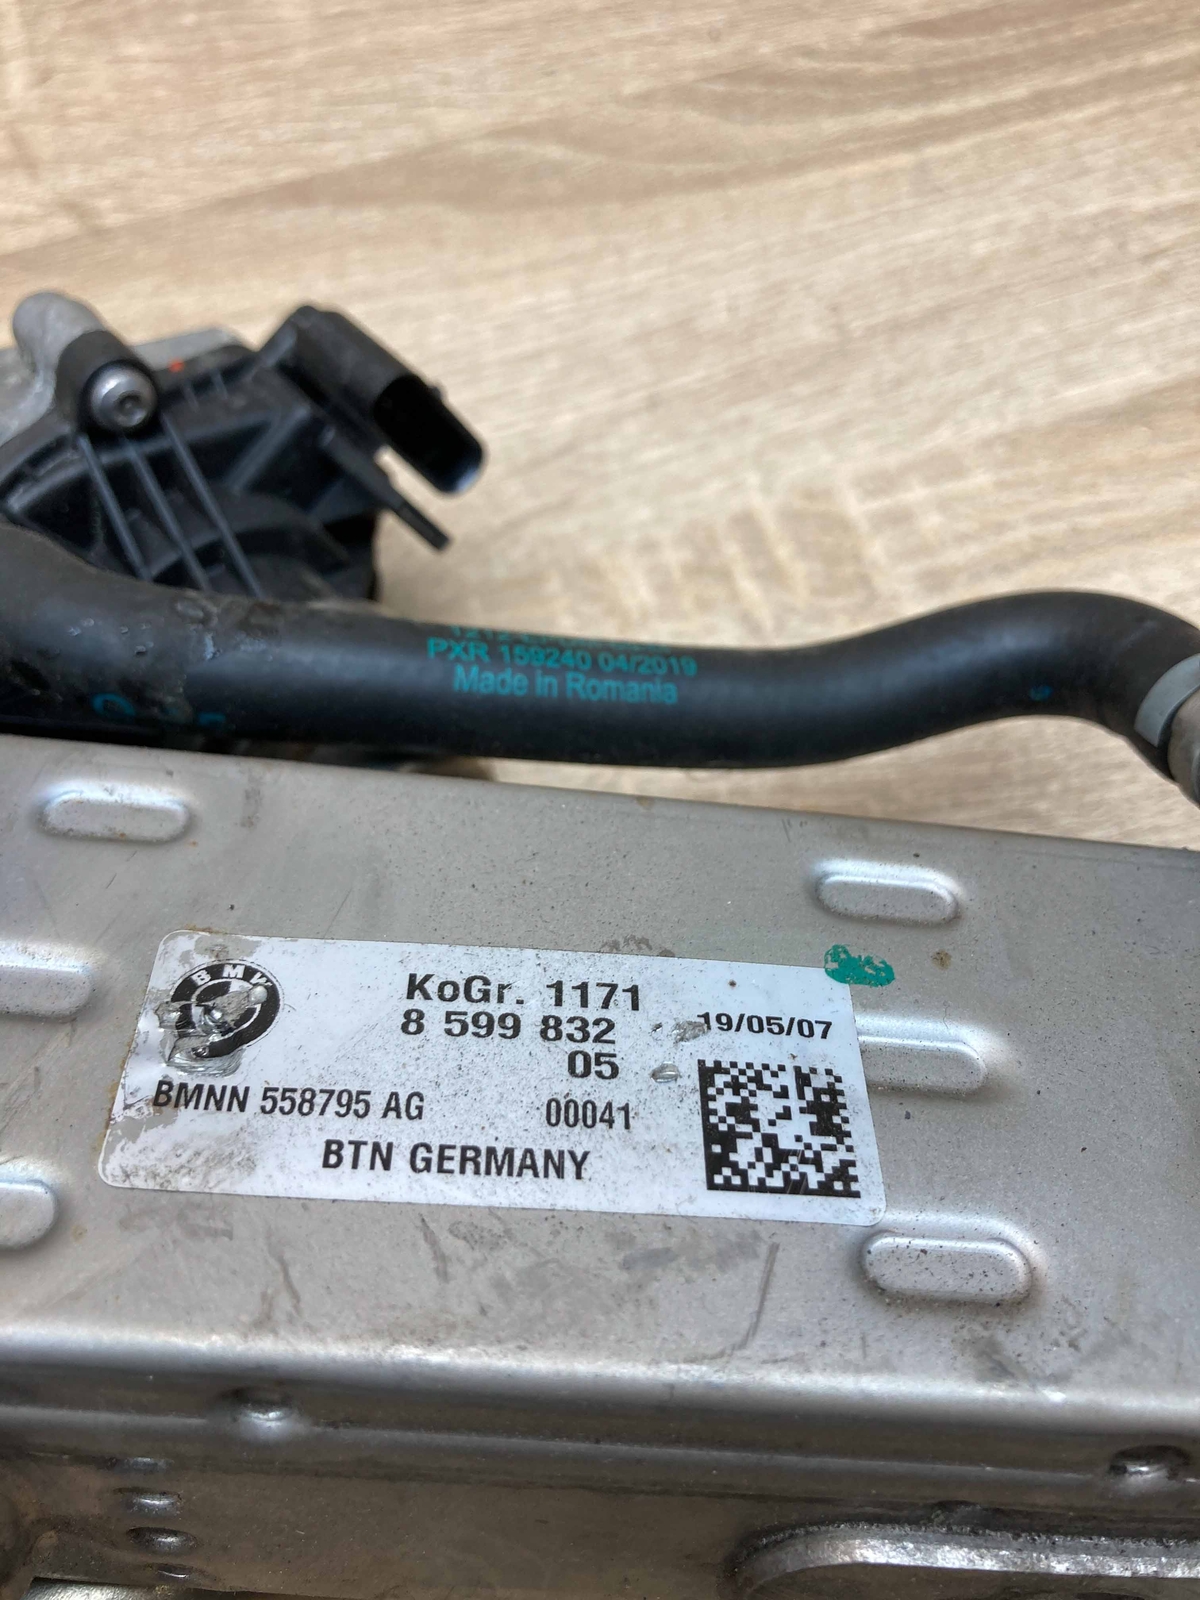 PXR 159240 04/2019
Made in Romania
BMW
KoGr. 1171
8 599 832
19/05/07
05
BMNN 558795 AG
00041
BTN GERMANY